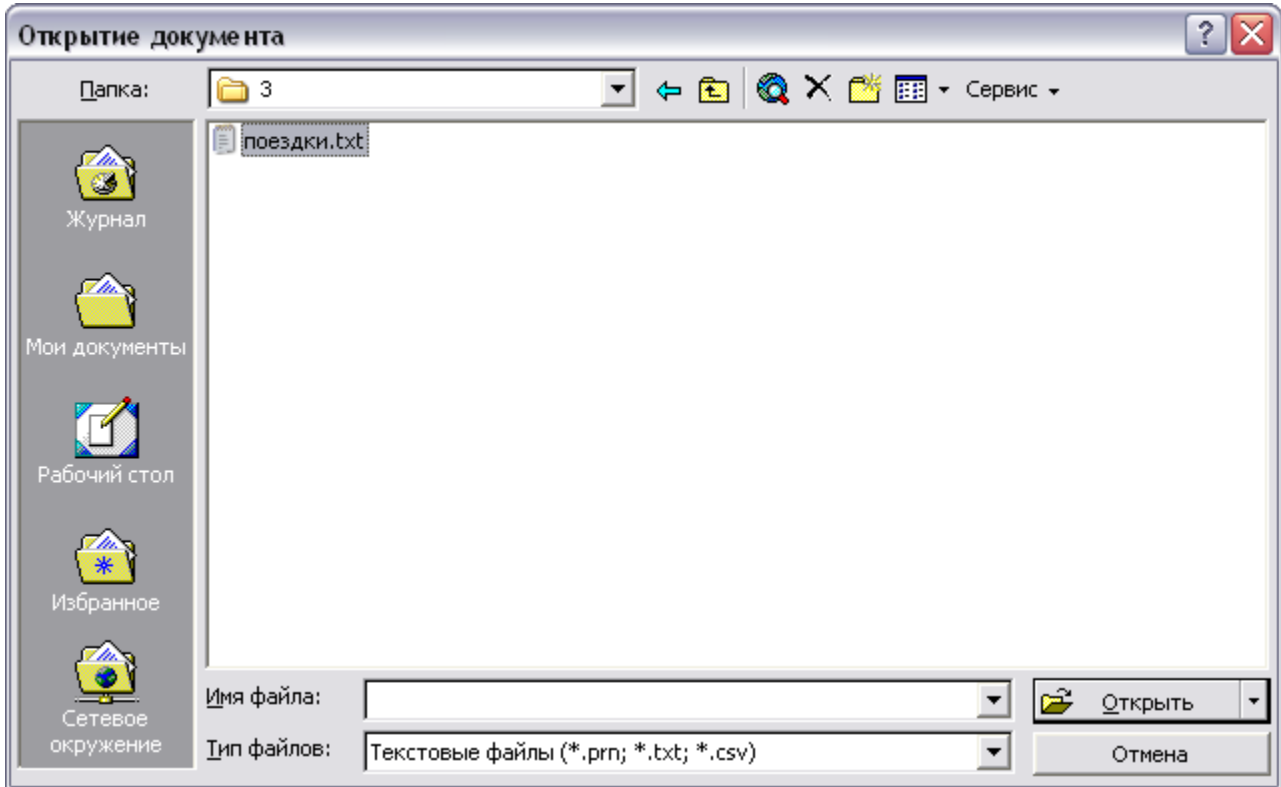 Открытие документа
Папка:
3
Сервис
поездки.txt
Журнал
Мои документы
Рабочий стол
Избранное
Сетевое
окружение
Имя файла:
Открыть
Тип файлов:
Текстовые файлы (*.prn; *.txt; *.csv)
Отмена